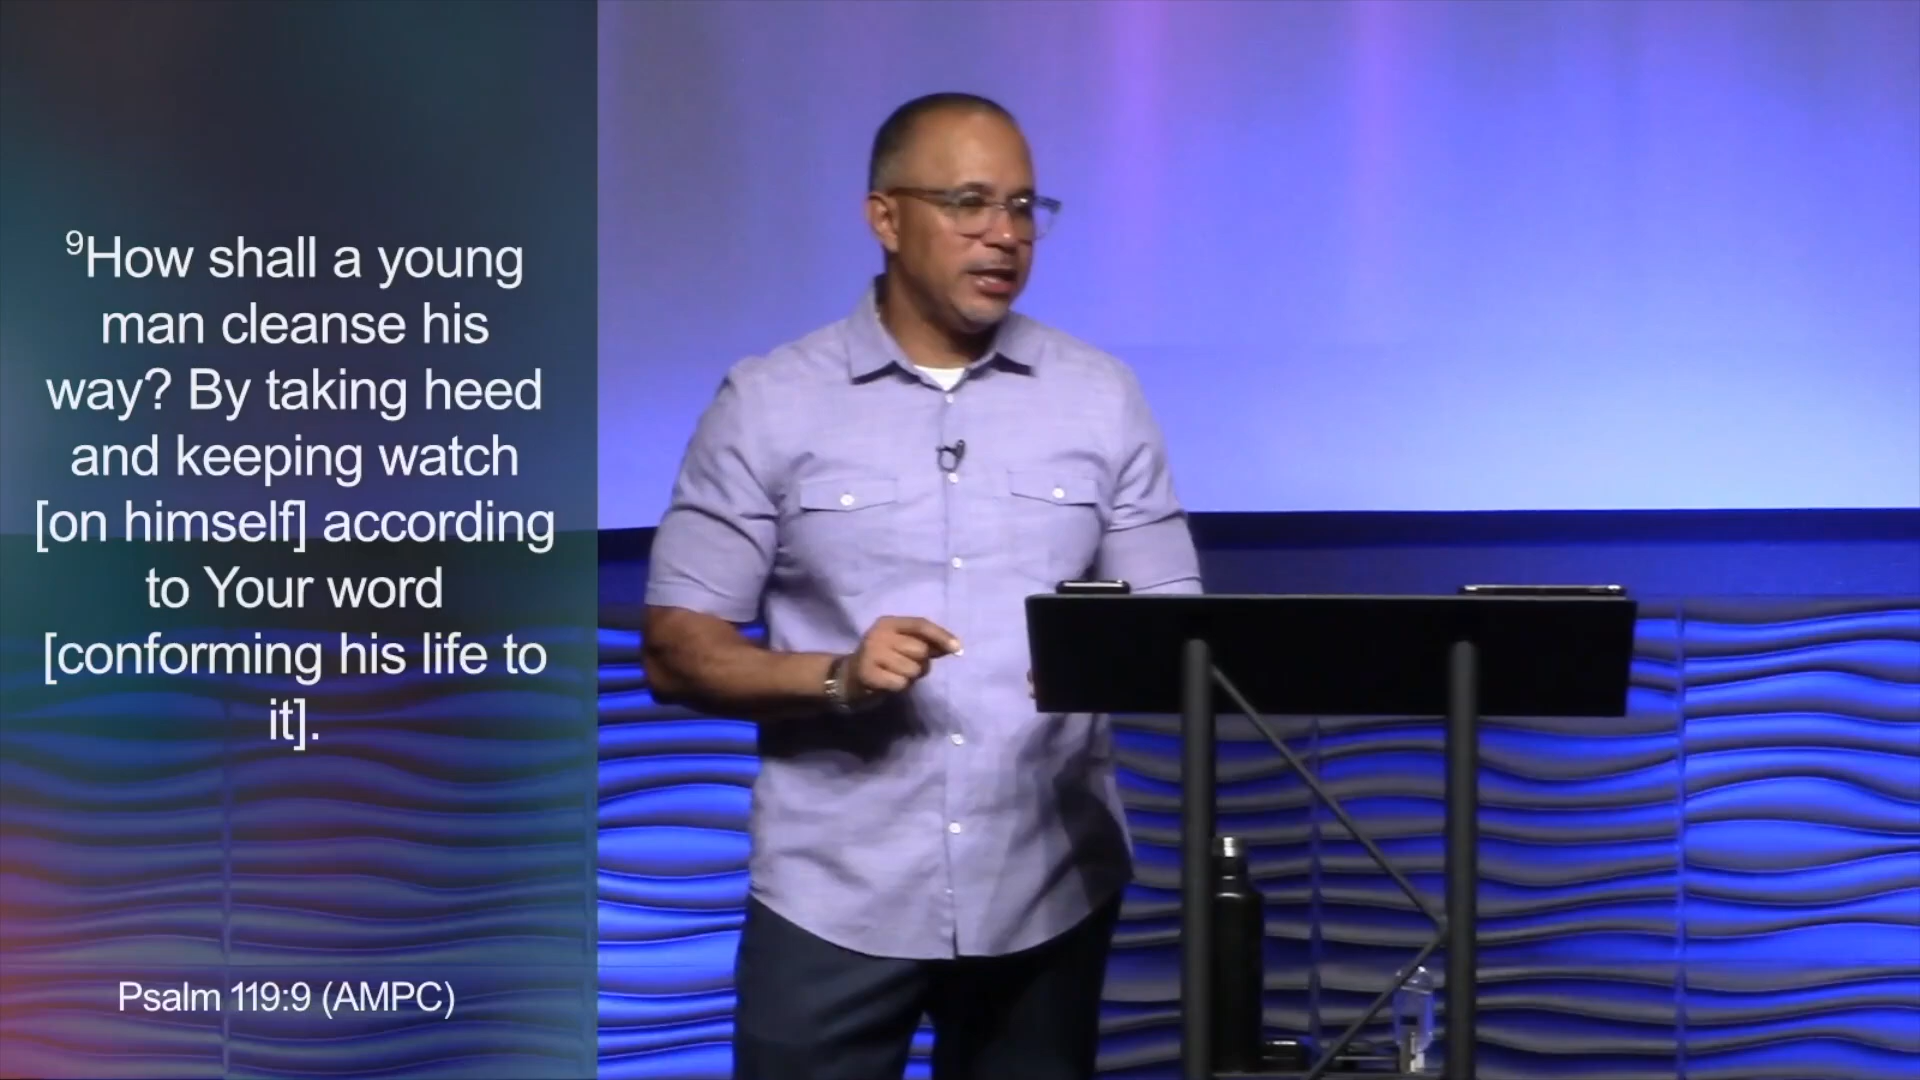 9How shall a young
man cleanse his
way? By taking heed
and keeping watch
[on himself] according
to Your word
[conforming his life to
it].
Psalm 119:9 (AMPC)